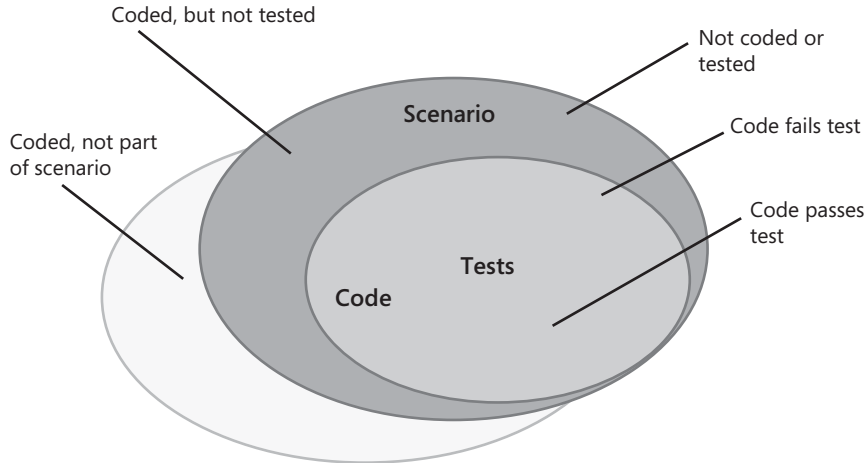 Coded, but not tested
Not coded or
tested
Scenario
Code fails test
Coded, not part
of scenario
Code passes
test
Tests
Code